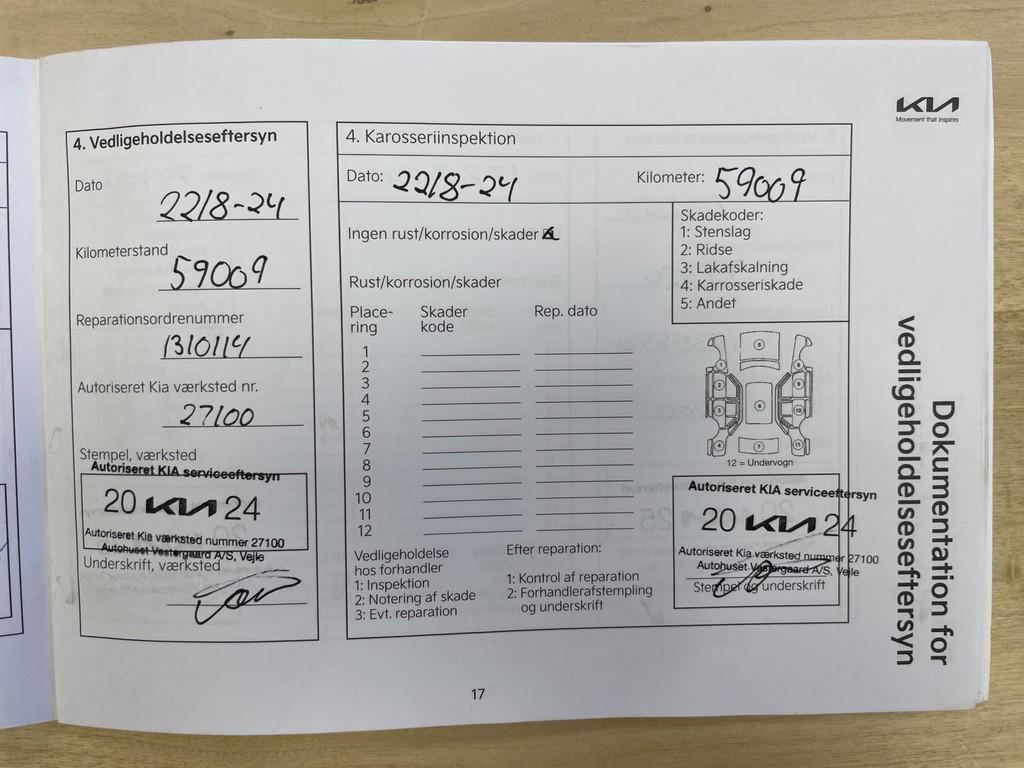 KIA
Movement that inspires
Dokumentation for
vedligeholdelseseftersyn
4. Vedligeholdelseseftersyn
Dato
22/8-24
Kilometerstand
59009
Reparationsordrenummer
1310114
Autoriseret Kia værksted nr.
27100
Stempel, værksted
Autoriseret KIA serviceeftersyn
20 KIA 24
Autoriseret Kia værksted nummer 27100
Autohuset Vestergaard A/S, Vejle
Underskrift, værksted
4. Karosseriinspektion
Dato: 22/8-24 Kilometer: 59009
Ingen rust/korrosion/skader
Skadekoder:
1: Stenslag
2: Ridse
3: Lakafskalning
4: Karrosseriskade
5: Andet
Rust/korrosion/skader
Place-
ring
Skader
kode
Rep. dato
1
2
3
4
5
6
7
8
9
10
11
12
12 = Undervogn
Vedligeholdelse
hos forhandler
1: Inspektion
2: Notering af skade
3: Evt. reparation
Efter reparation:
1: Kontrol af reparation
2: Forhandlerafstempling
og underskrift
Autoriseret KIA serviceeftersyn
20 KIA 24
Autoriseret Kia værksted nummer 27100
Autohuset Vestergaard A/S, Vejle
Stempel og underskrift
17